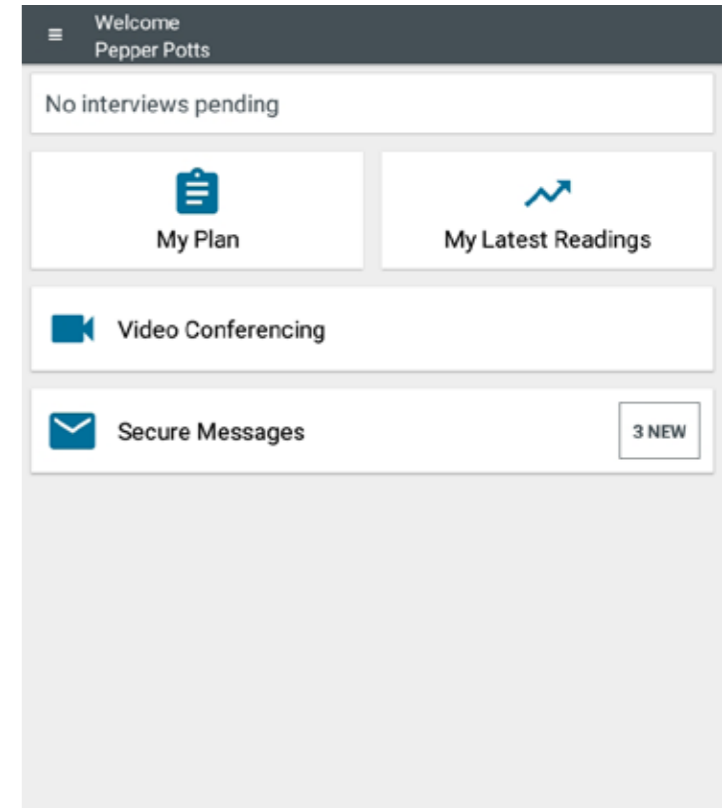 Welcome
Pepper Potts
No interviews pending
My Plan
My Latest Readings
Video Conferencing
Secure Messages
3 NEW